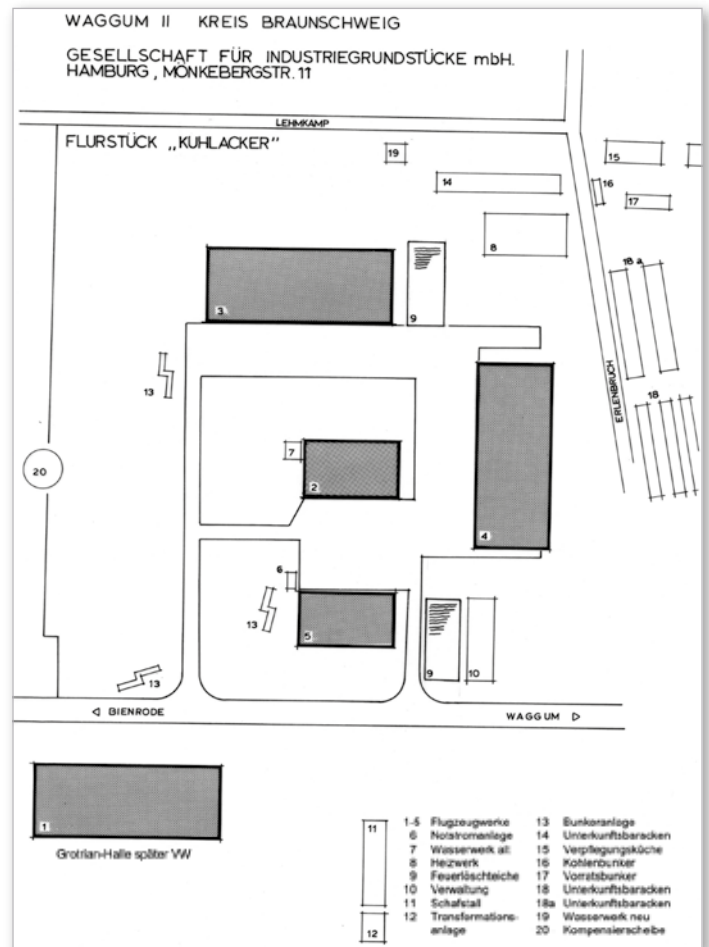 WAGGUM II KREIS BRAUNSCHWEIG
GESELLSCHAFT FÜR INDUSTRIEGRUNDSTÜCKE mbH.
HAMBURG, MÖNKEBERGSTR. 11
LEHMKAMP
FLURSTÜCK „KUHLACKER"
19
15
14
16
17
8
18 a
3
9
13
ERLENBRUCH
18
7
20
2
4
6
13
5
9
10
13
◁ BIENRODE
WAGGUM ▷
1
Grotrian-Halle später VW
11
12
1-5 Flugzeugwerke
6 Notstromanlage
7 Wasserwerk alt
8 Heizwerk
9 Feuerlöschteiche
10 Verwaltung
11 Schafstall
12 Transformations-
anlage
13 Bunkeranlage
14 Unterkunftsbaracken
15 Verpflegungsküche
16 Kohlenbunker
17 Vorratsbunker
18 Unterkunftsbaracken
18a Unterkunftsbaracken
19 Wasserwerk neu
20 Kompensierscheibe